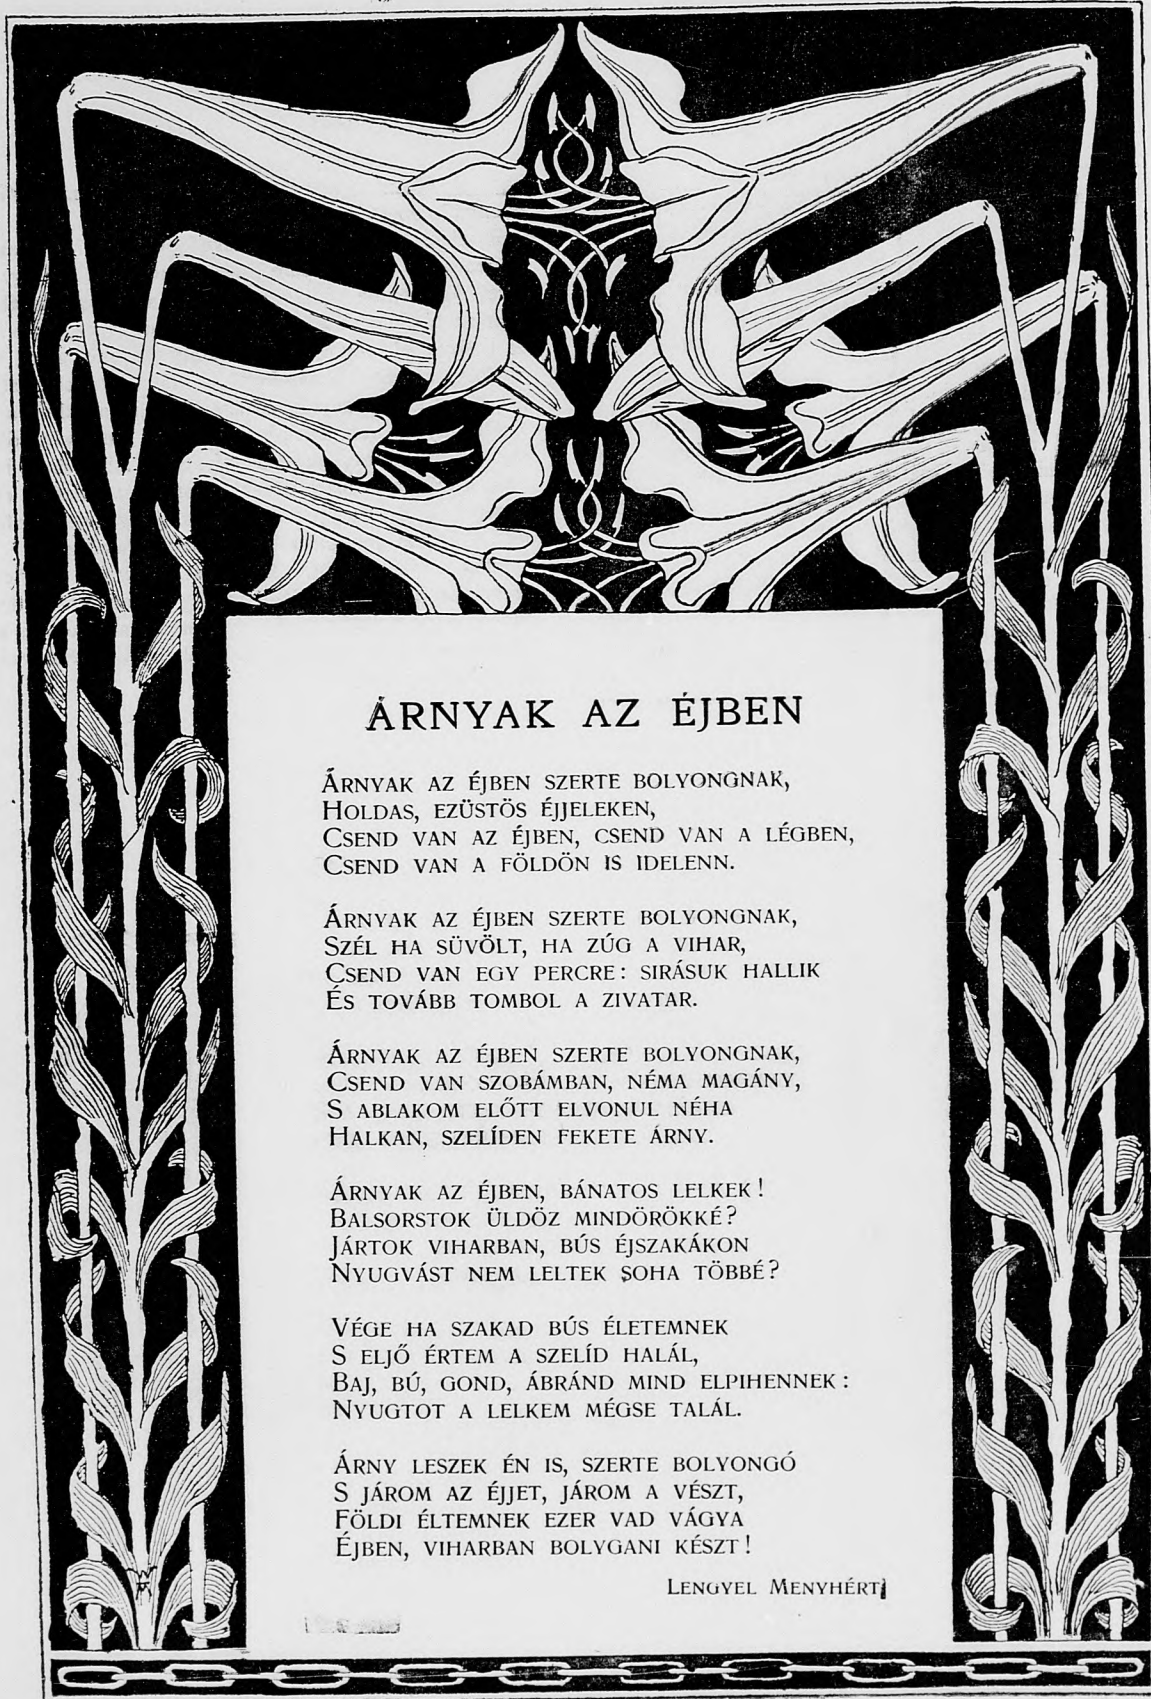 ÁRNYAK AZ ÉJBEN
ÁRNYAK AZ ÉJBEN SZERTE BOLYONGNAK,
HOLDAS, EZÜSTÖS ÉJJELEKEN,
CSEND VAN AZ ÉJBEN, CSEND VAN A LÉGBEN,
CSEND VAN A FÖLDÖN IS IDELENN.
ÁRNYAK AZ ÉJBEN SZERTE BOLYONGNAK,
SZÉL HA SÜVÖLT, HA ZÚG A VIHAR,
CSEND VAN EGY PERCRE: SIRÁSUK HALLIK
ÉS TOVÁBB TOMBOL A ZIVATAR.
ÁRNYAK AZ ÉJBEN SZERTE BOLYONGNAK,
CSEND VAN SZOBÁMBAN, NÉMA MAGÁNY,
S ABLAKOM ELŐTT ELVONUL NÉHA
HALKAN, SZELÍDEN FEKETE ÁRNY.
ÁRNYAK AZ ÉJBEN, BÁNATOS LELKEK!
BALSORSTOK ÜLDÖZ MINDÖRÖKKÉ?
JÁRTOK VIHARBAN, BÚS ÉJSZAKÁKON
NYUGVÁST NEM LELTEK SOHA TÖBBÉ?
VÉGE HA SZAKAD BÚS ÉLETEMNEK
S ELJŐ ÉRTEM A SZELÍD HALÁL,
BAJ, BÚ, GOND, ÁBRÁND MIND ELPIHENNEK:
NYUGTOT A LELKEM MÉGSE TALÁL.
ÁRNY LESZEK ÉN IS, SZERTE BOLYONGÓ
S JÁROM AZ ÉJJET, JÁROM A VÉSZT,
FÖLDI ÉLTEMNEK EZER VAD VÁGYA
ÉJBEN, VIHARBAN BOLYGANI KÉSZT!
LENGYEL MENYHÉRT